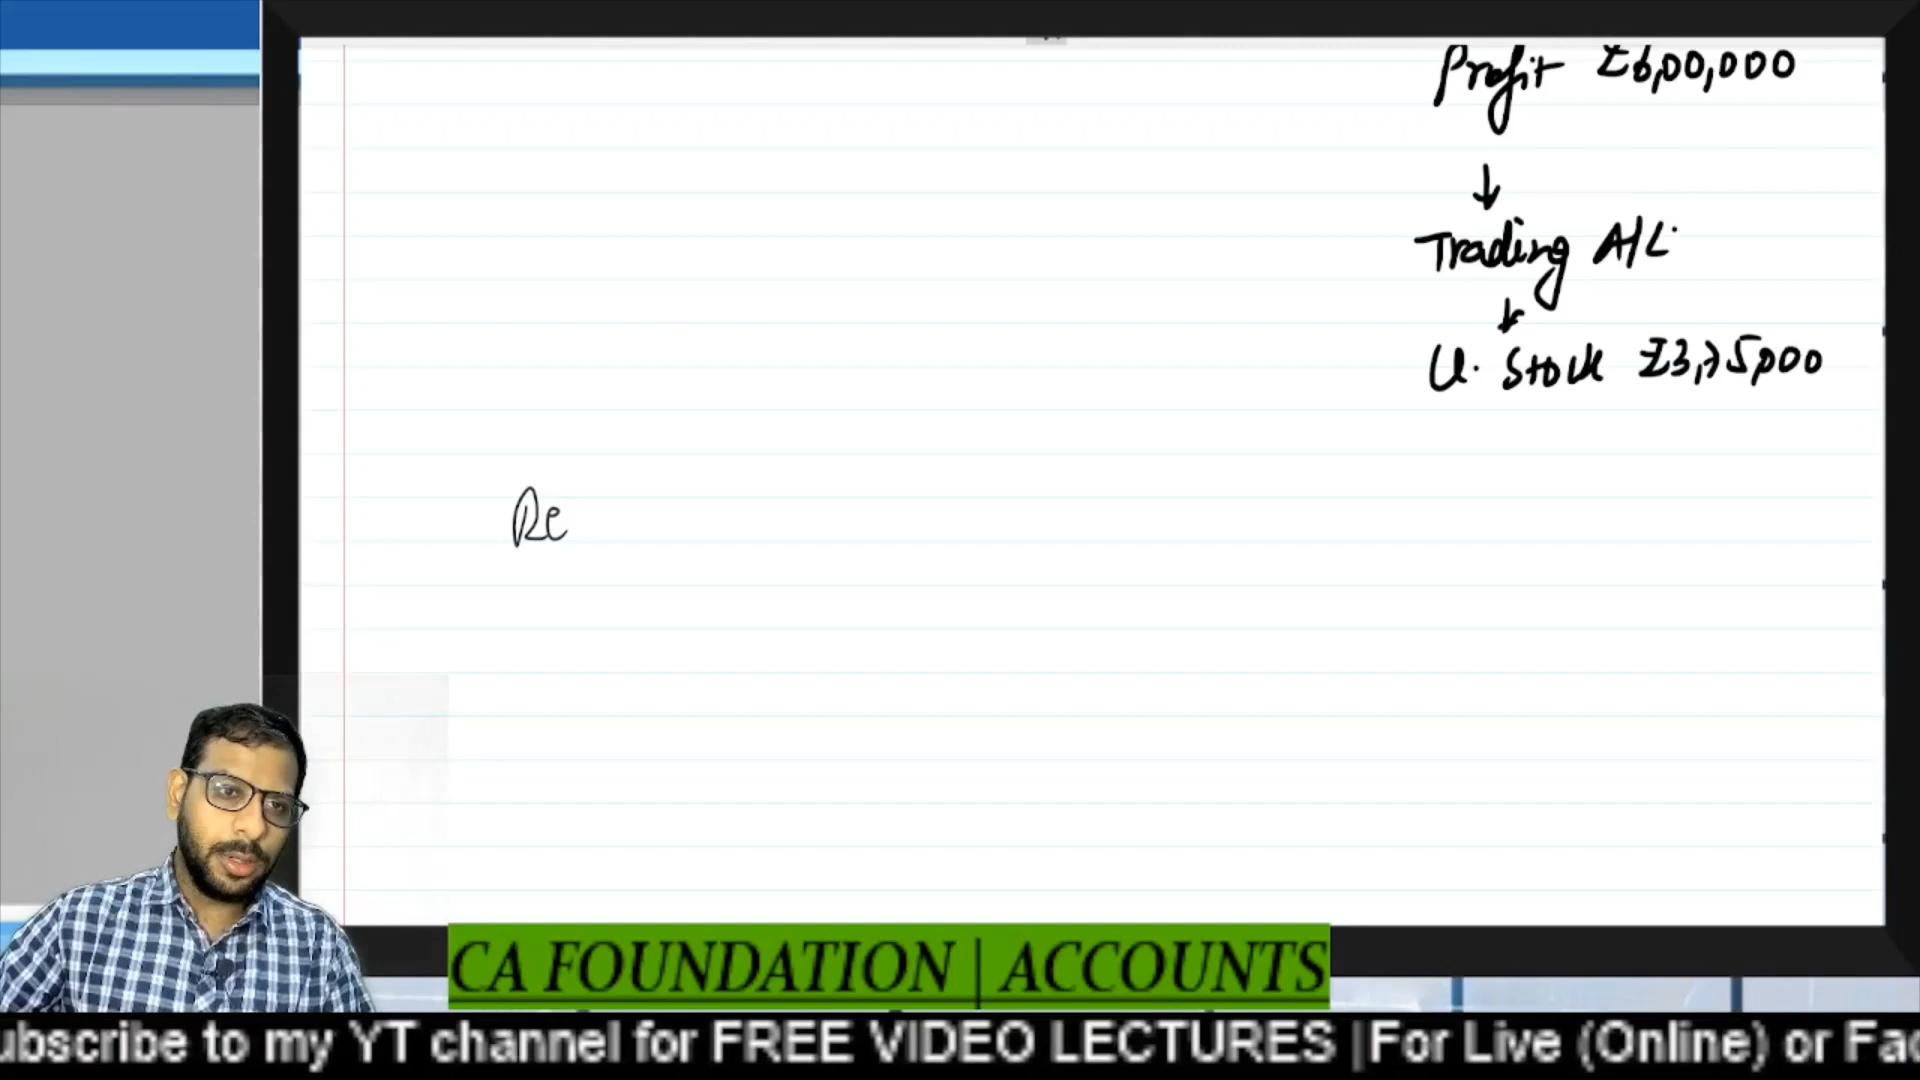 Profit ₹6,00,000
↓
Trading A/c
↓
Cl. Stock ₹3,75,000
Re
CA FOUNDATION | ACCOUNTS
ubscribe to my YT channel for FREE VIDEO LECTURES | For Live (Online) or Fac